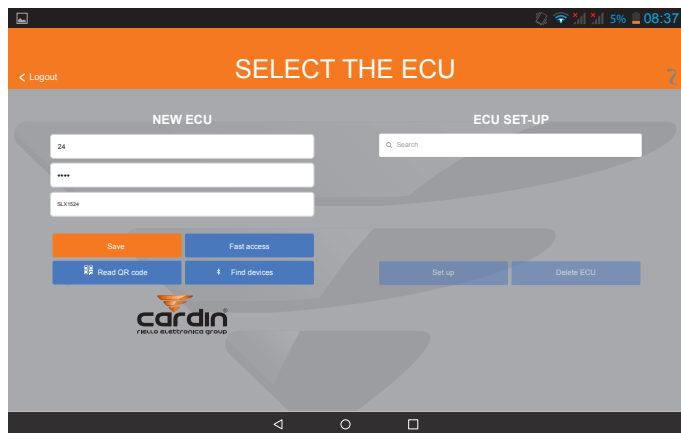 5% 08:37
Logout
SELECT THE ECU
?
NEW ECU
24
••••
SLX1524
Save
Fast access
Read QR code
Find devices
ECU SET-UP
Search
Set up
Delete ECU
cardin®
riello elettronica group